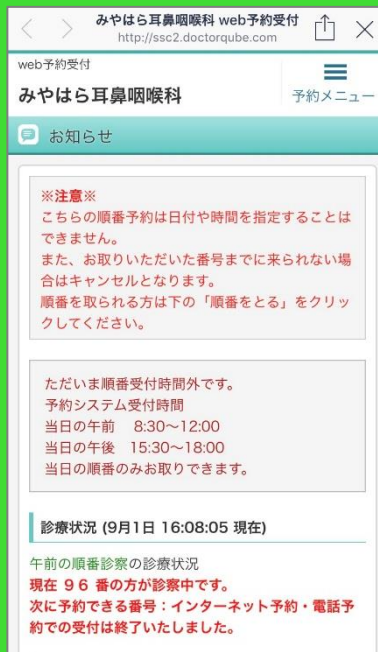 みやはら耳鼻咽喉科 web予約受付
http://ssc2.doctorqube.com
web予約受付
みやはら耳鼻咽喉科
予約メニュー
お知らせ
※注意※
こちらの順番予約は日付や時間を指定することは
できません。
また、お取りいただいた番号までに来られない場
合はキャンセルとなります。
順番を取られる方は下の「順番をとる」をクリッ
クしてください。
ただいま順番受付時間外です。
予約システム受付時間
当日の午前 8:30～12:00
当日の午後 15:30～18:00
当日の順番のみお取りできます。
診療状況 (9月1日 16:08:05 現在)
午前の順番診察の診療状況
現在 ９６ 番の方が診察中です。
次に予約できる番号：インターネット予約・電話予
約での受付は終了いたしました。